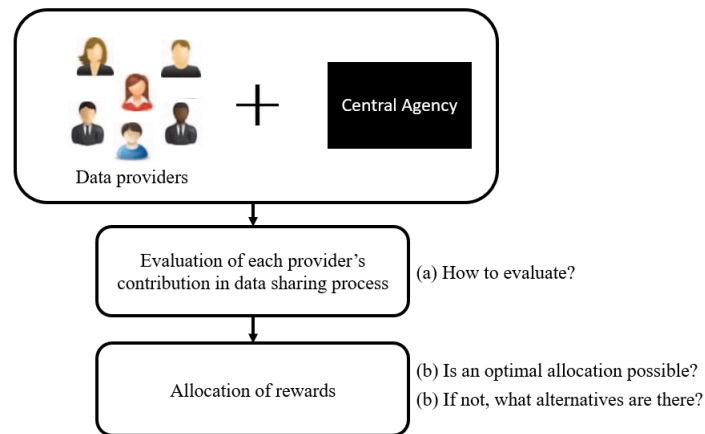 Central Agency
Data providers
Evaluation of each provider's
contribution in data sharing process
(a) How to evaluate?
Allocation of rewards
(b) Is an optimal allocation possible?
(b) If not, what alternatives are there?